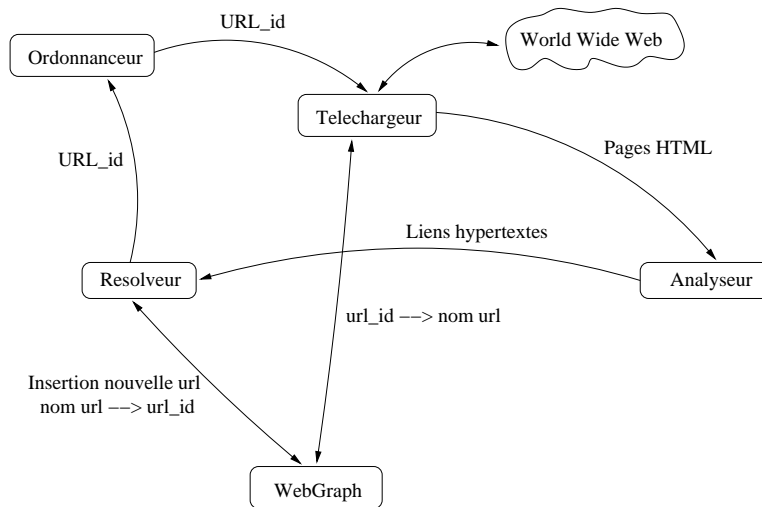 URL_id
World Wide Web
Ordonnanceur
Telechargeur
Pages HTML
URL_id
Liens hypertextes
Resolveur
Analyseur
url_id −−> nom url
Insertion nouvelle url
nom url −−> url_id
WebGraph